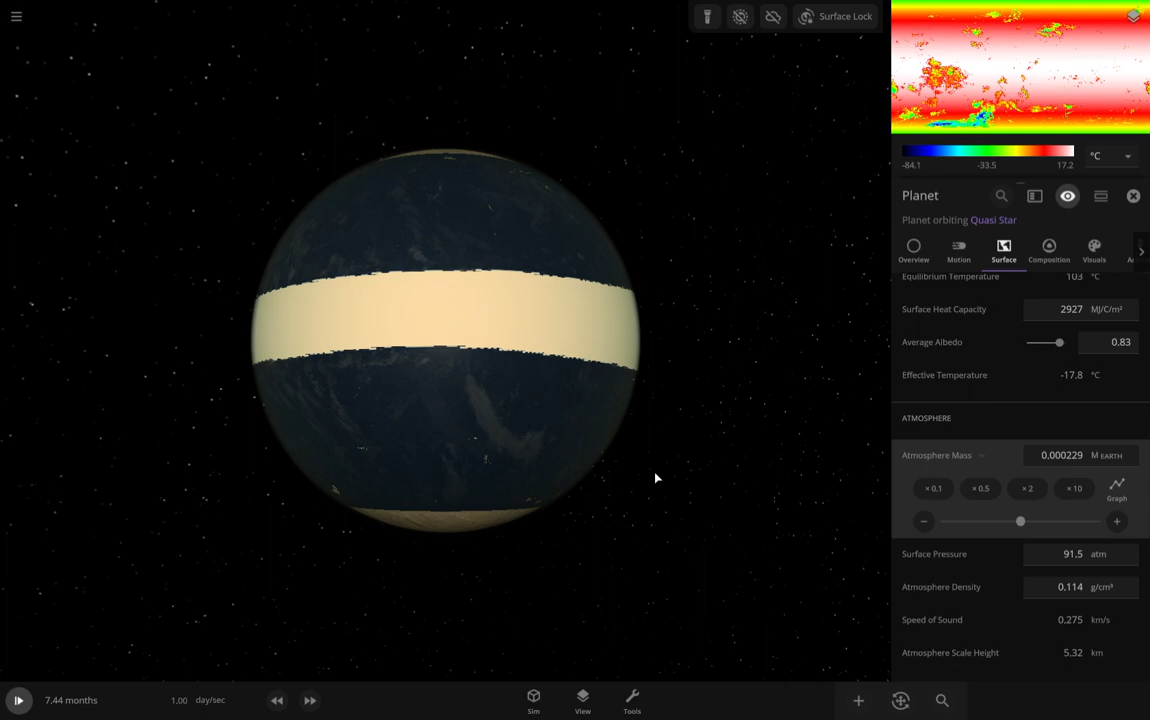 Surface Lock
°C
-84.1 -33.5 17.2
Planet
Planet orbiting Quasi Star
Overview Motion Surface Composition Visuals
Equilibrium Temperature 103 °C
Surface Heat Capacity 2927 MJ/C/m²
Average Albedo 0.83
Effective Temperature -17.8 °C
ATMOSPHERE
Atmosphere Mass 0,000229 M EARTH
× 0.1 × 0.5 × 2 × 10 Graph
Surface Pressure 91.5 atm
Atmosphere Density 0.114 g/cm³
Speed of Sound 0.275 km/s
Atmosphere Scale Height 5.32 km
7.44 months 1.00 day/sec
Sim View Tools